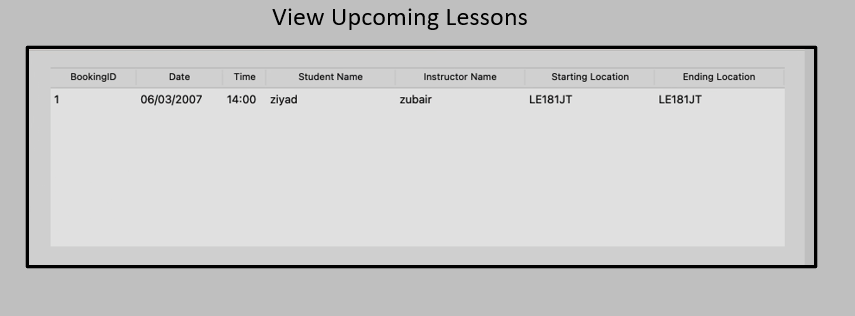 View Upcoming Lessons
BookingID Date Time Student Name Instructor Name Starting Location Ending Location
1 06/03/2007 14:00 ziyad zubair LE181JT LE181JT